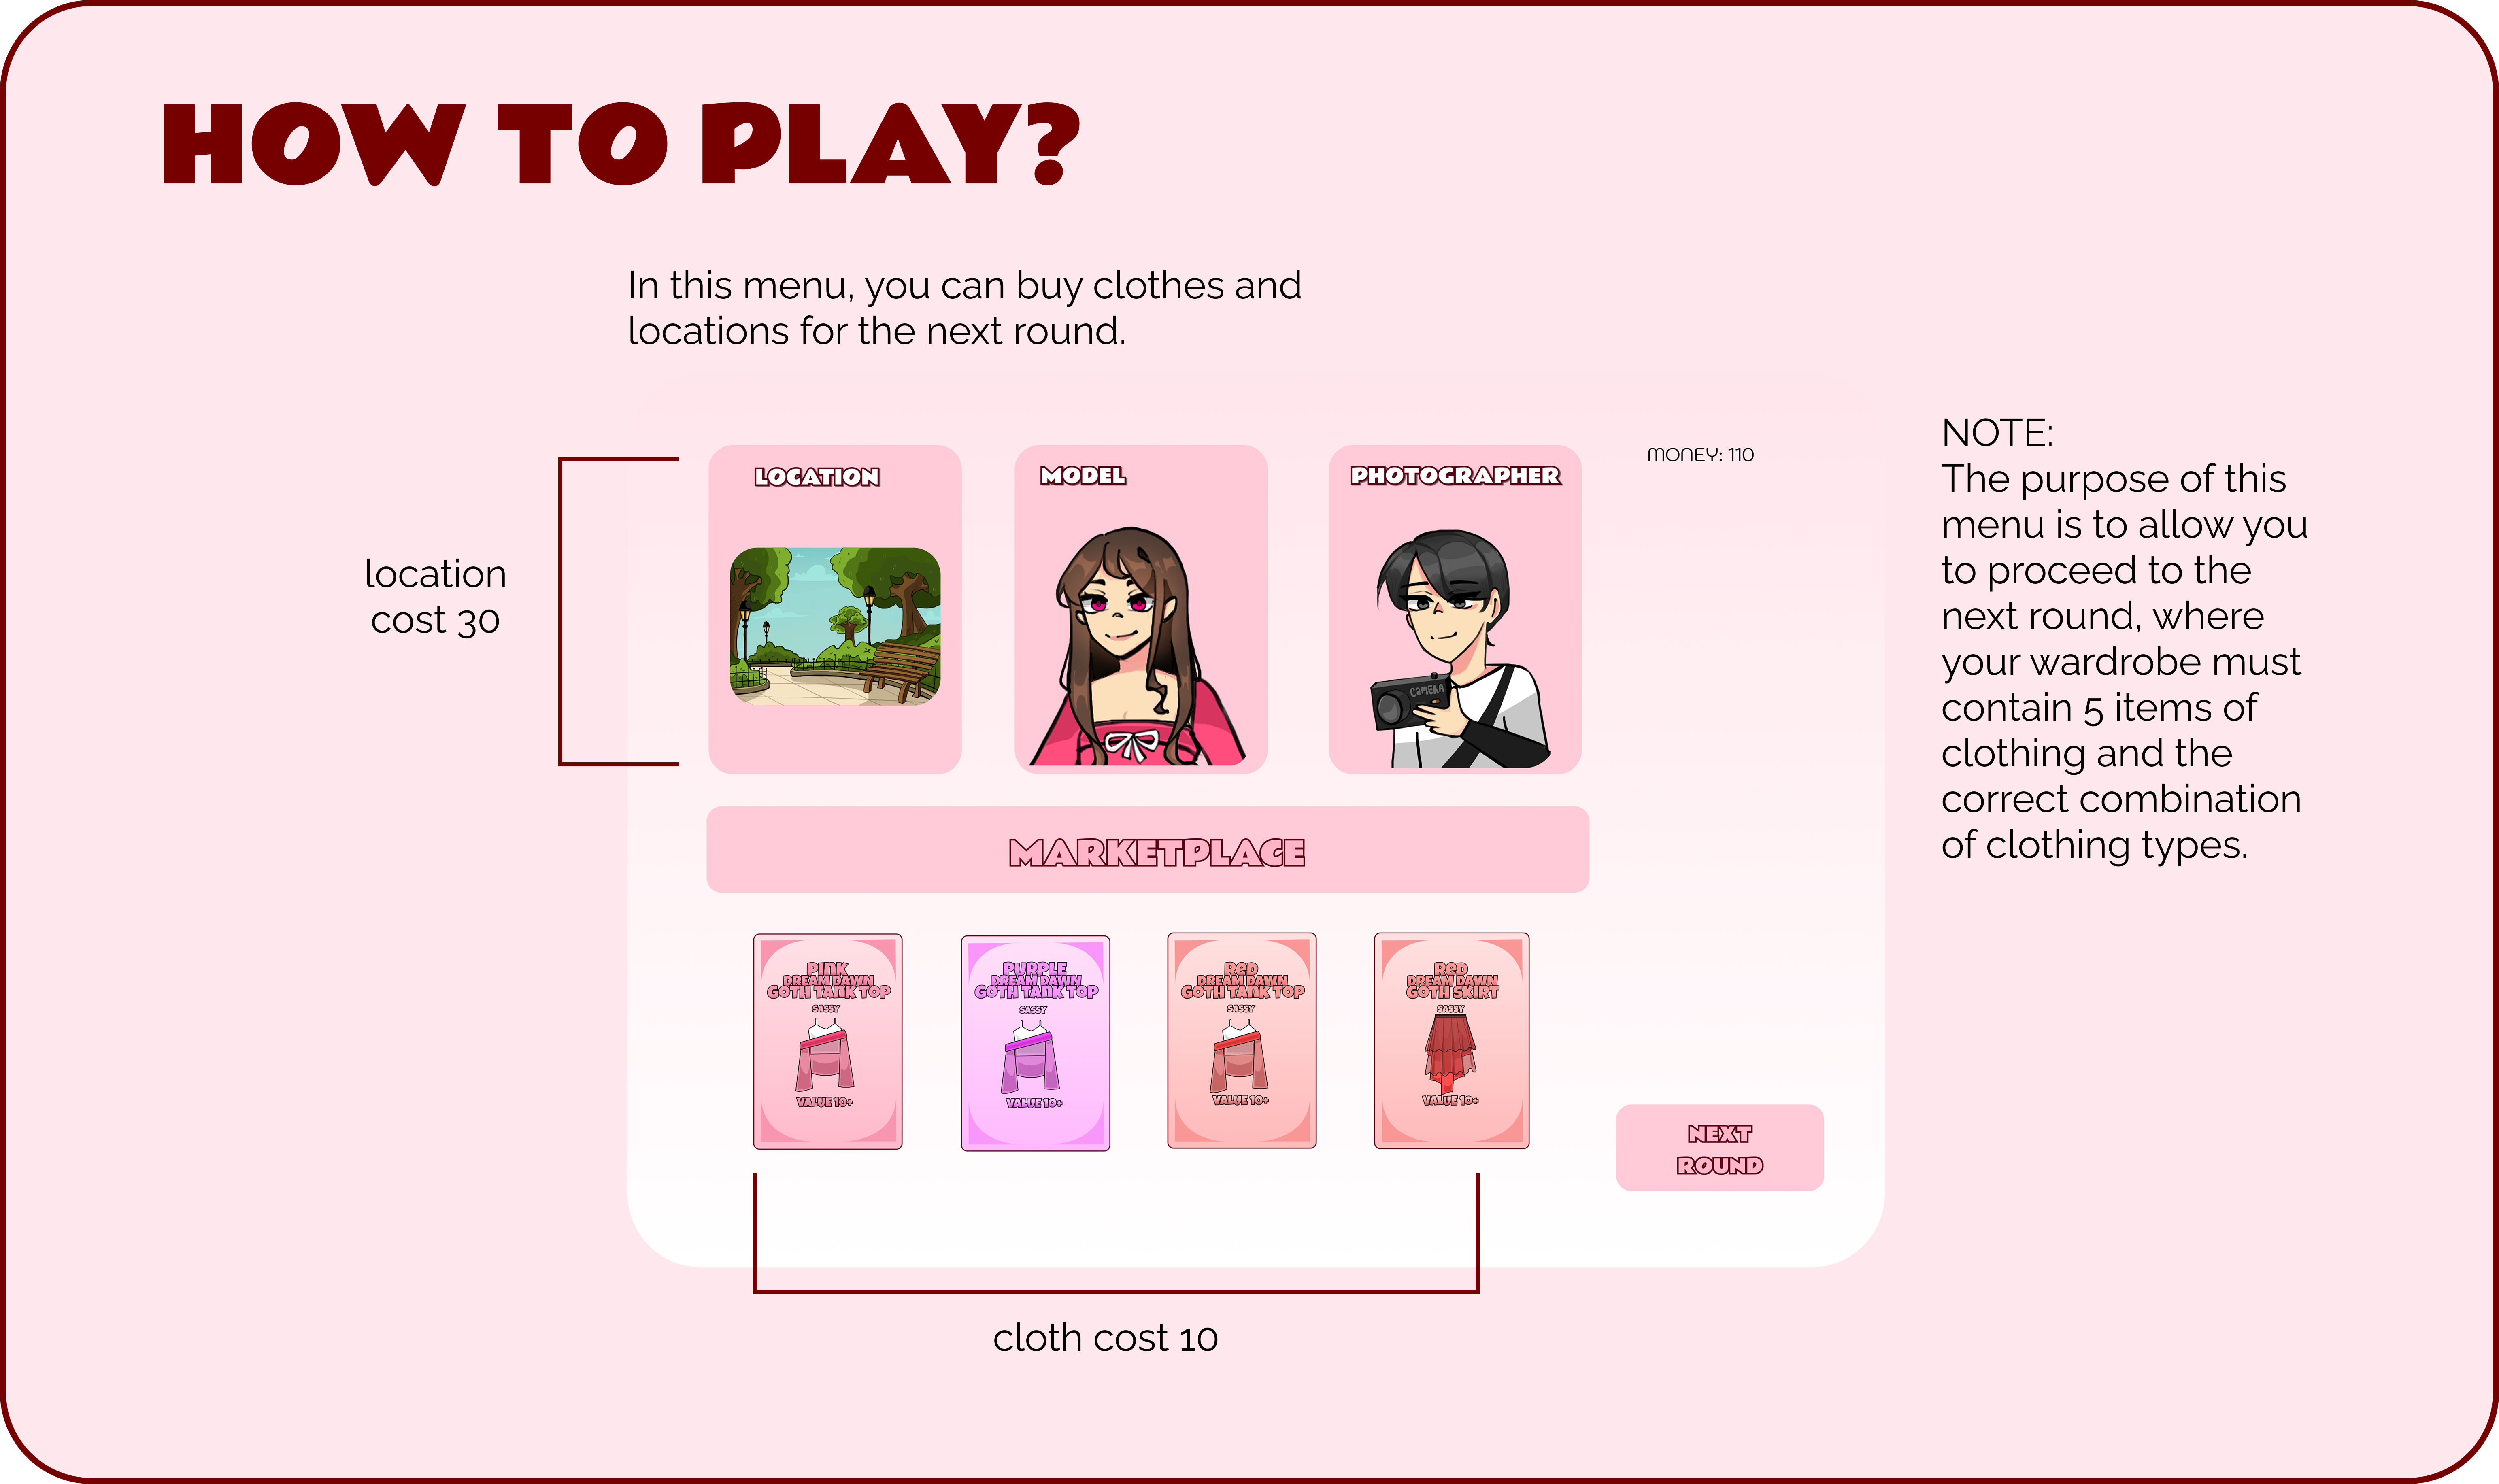 HOW TO PLAY?
In this menu, you can buy clothes and
locations for the next round.
location
cost 30
LOCATION
MODEL
PHOTOGRAPHER
MONEY: 110
CAMERA
MARKETPLACE
PINK
DREAM DAWN
GOTH TANK TOP
SASSY
VALUE 10+
PURPLE
DREAM DAWN
GOTH TANK TOP
SASSY
VALUE 10+
RED
DREAM DAWN
GOTH TANK TOP
SASSY
VALUE 10+
RED
DREAM DAWN
GOTH SKIRT
SASSY
VALUE 10+
NEXT
ROUND
cloth cost 10
NOTE:
The purpose of this
menu is to allow you
to proceed to the
next round, where
your wardrobe must
contain 5 items of
clothing and the
correct combination
of clothing types.